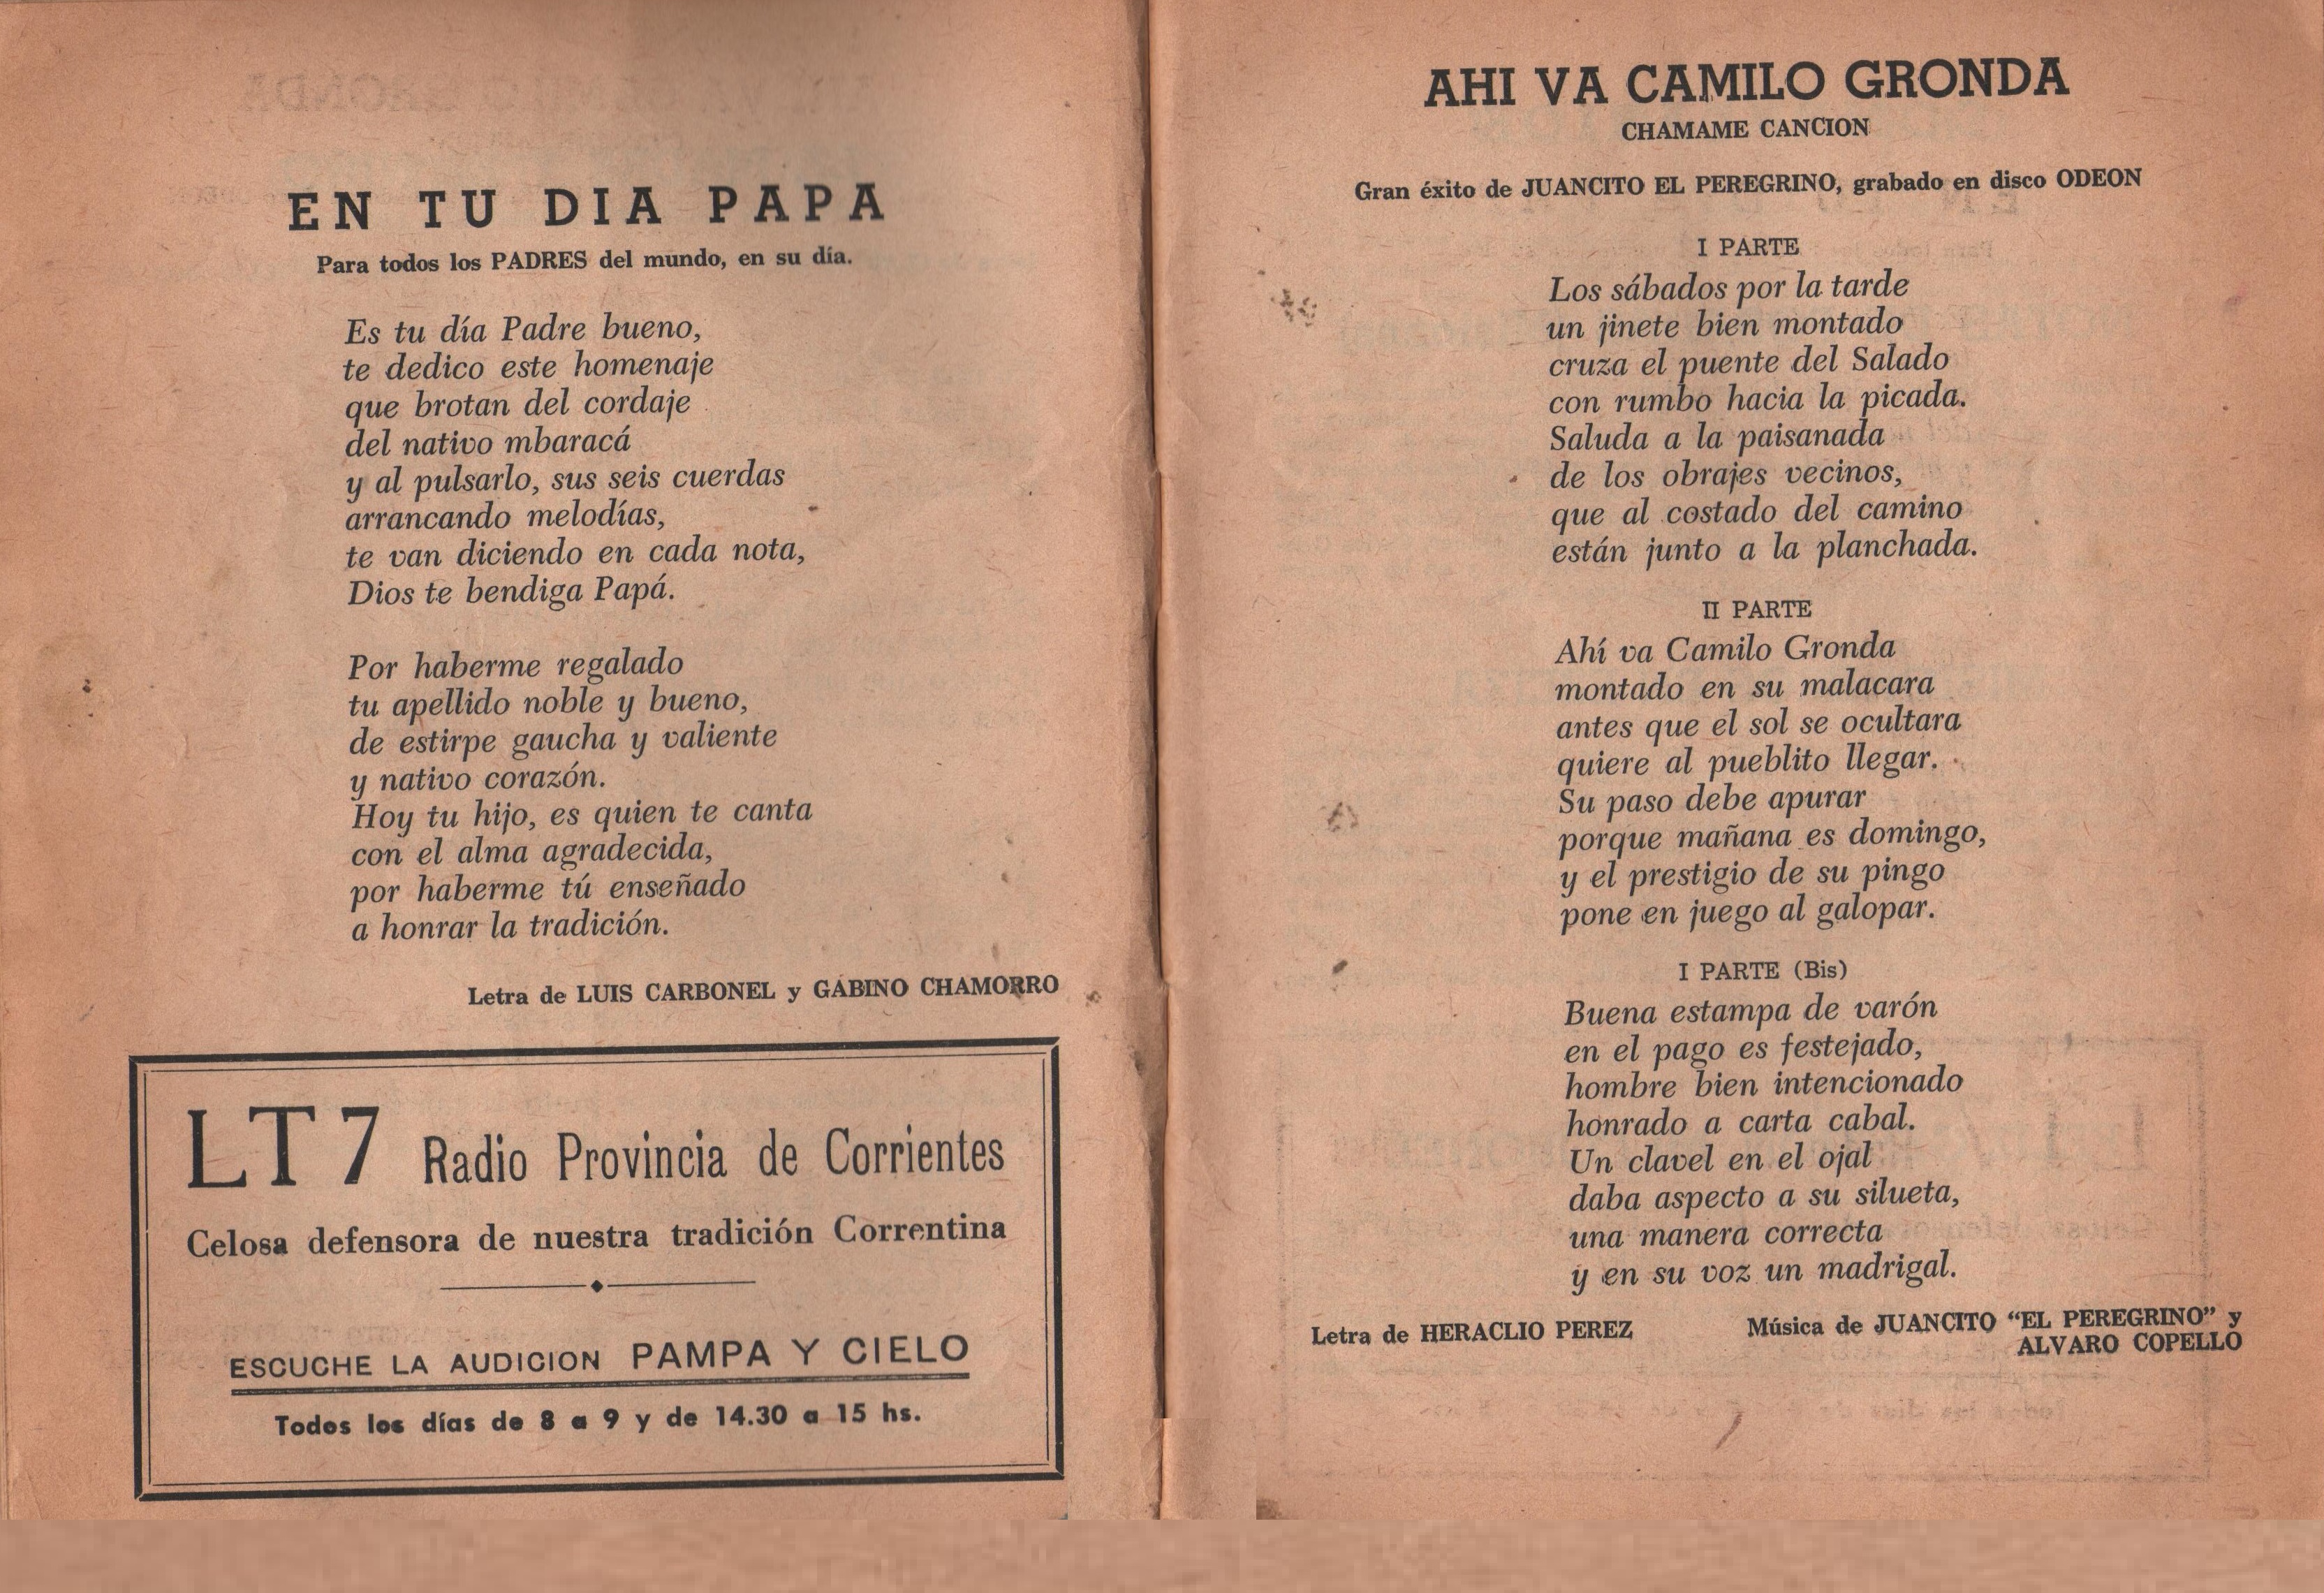 EN TU DIA PAPA
Para todos los PADRES del mundo, en su día.
Es tu día Padre bueno,
te dedico este homenaje
que brotan del cordaje
del nativo mbaracá
y al pulsarlo, sus seis cuerdas
arrancando melodías,
te van diciendo en cada nota,
Dios te bendiga Papá.
Por haberme regalado
tu apellido noble y bueno,
de estirpe gaucha y valiente
y nativo corazón.
Hoy tu hijo, es quien te canta
con el alma agradecida,
por haberme tú enseñado
a honrar la tradición.
Letra de LUIS CARBONEL y GABINO CHAMORRO
LT 7 Radio Provincia de Corrientes
Celosa defensora de nuestra tradición Correntina
ESCUCHE LA AUDICION PAMPA Y CIELO
Todos los días de 8 a 9 y de 14.30 a 15 hs.
AHI VA CAMILO GRONDA
CHAMAME CANCION
Gran éxito de JUANCITO EL PEREGRINO, grabado en disco ODEON
I PARTE
Los sábados por la tarde
un jinete bien montado
cruza el puente del Salado
con rumbo hacia la picada.
Saluda a la paisanada
de los obrajes vecinos,
que al costado del camino
están junto a la planchada.
II PARTE
Ahí va Camilo Gronda
montado en su malacara
antes que el sol se ocultara
quiere al pueblito llegar.
Su paso debe apurar
porque mañana es domingo,
y el prestigio de su pingo
pone en juego al galopar.
I PARTE (Bis)
Buena estampa de varón
en el pago es festejado,
hombre bien intencionado
honrado a carta cabal.
Un clavel en el ojal
daba aspecto a su silueta,
una manera correcta
y en su voz un madrigal.
Letra de HERACLIO PEREZ
Música de JUANCITO “EL PEREGRINO” y
ALVARO COPELLO